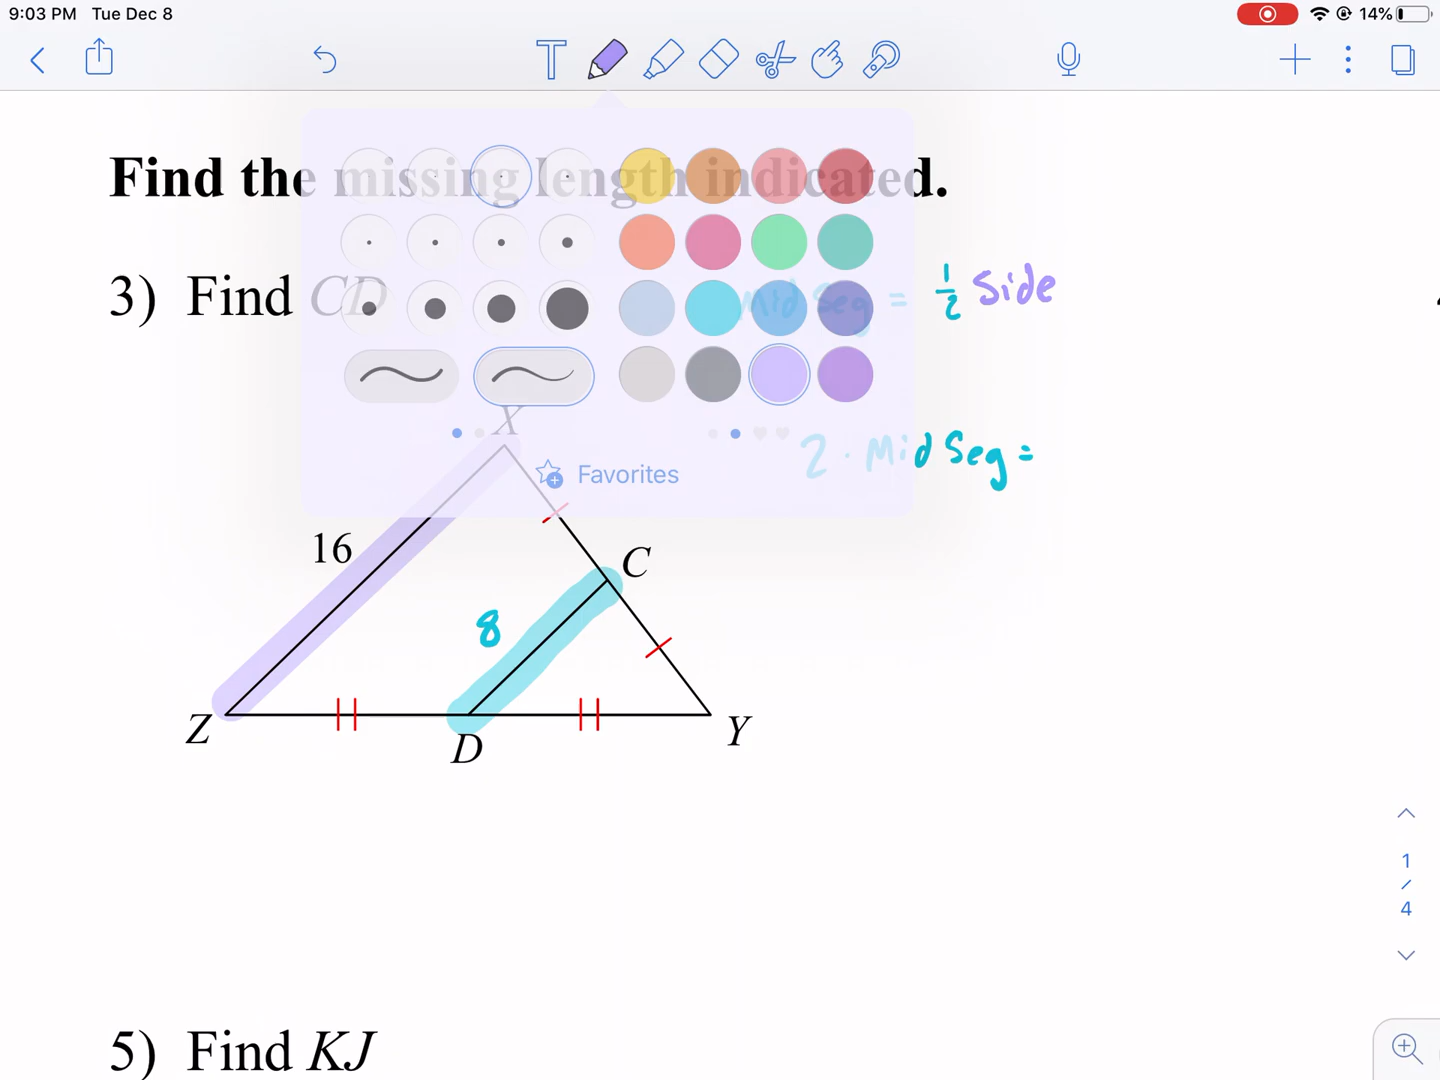 9:03 PM Tue Dec 8
14%
T
Find the missing length indicated.
3) Find CD
Mid Seg = 1/2 Side
2 · Mid Seg =
Favorites
X
16
C
8
Z
D
Y
1
/
4
5) Find KJ